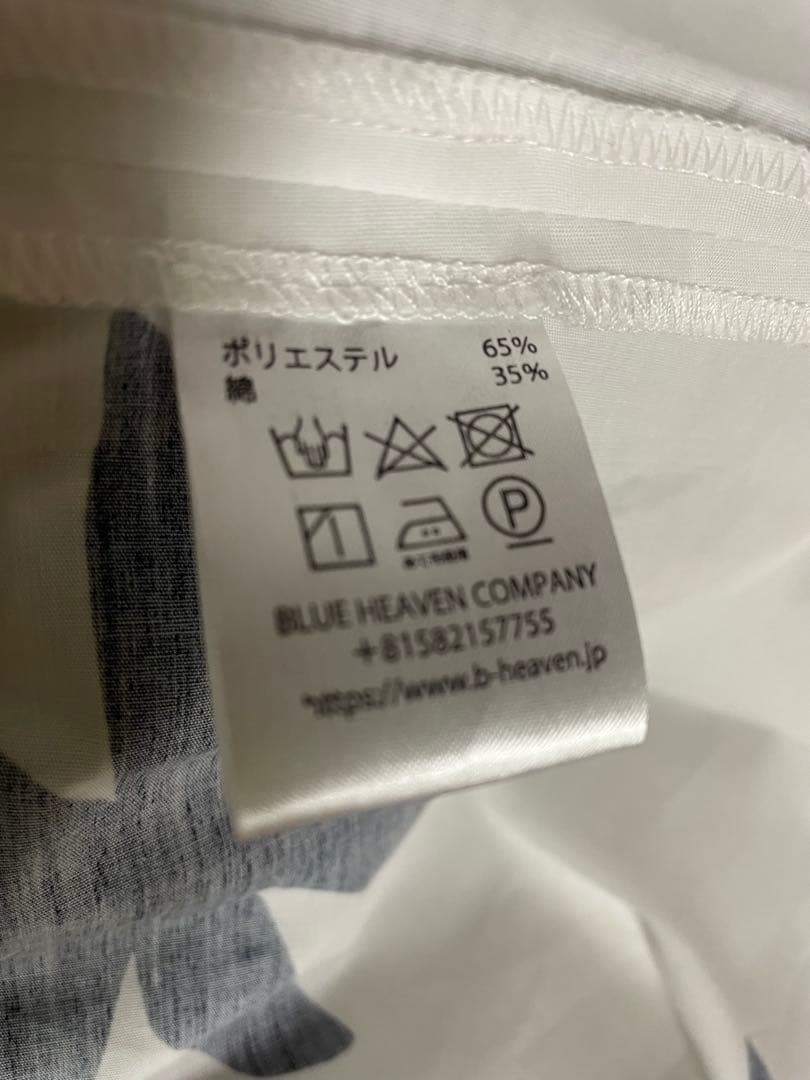 ポリエステル 65%
綿 35%
P
BLUE HEAVEN COMPANY
+81582157755
https://www.b-heaven.jp